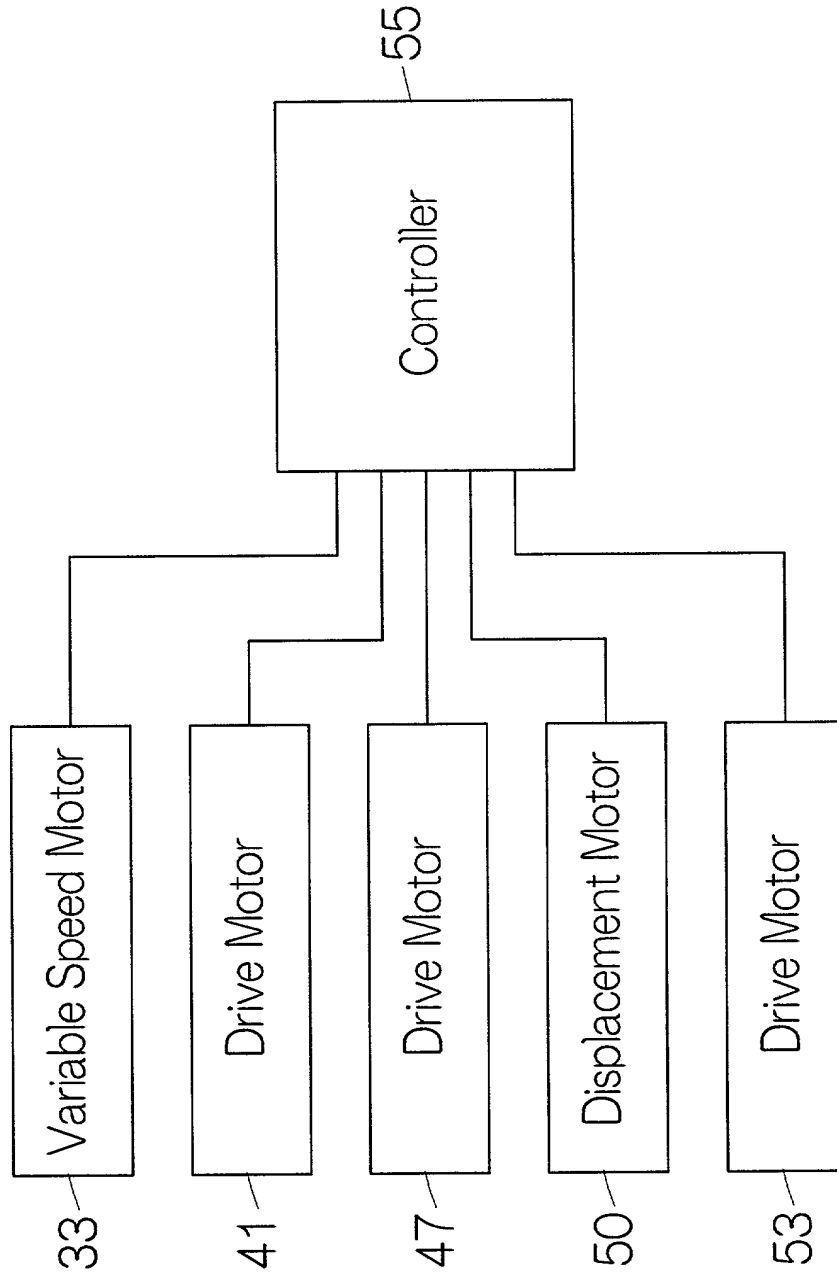 33
Variable Speed Motor
41
Drive Motor
47
Drive Motor
50
Displacement Motor
53
Drive Motor
Controller
55